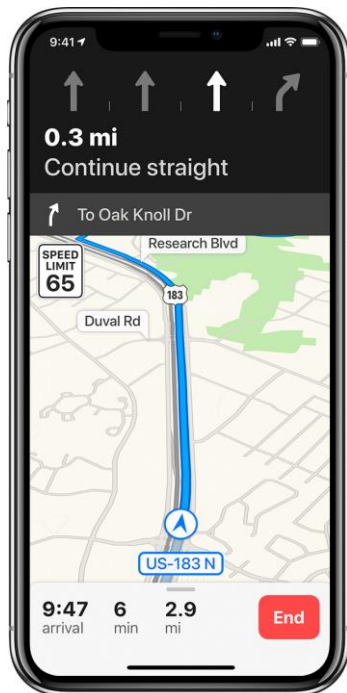 9:41
0.3 mi
Continue straight
To Oak Knoll Dr
Research Blvd
SPEED
LIMIT
65
183
Duval Rd
US-183 N
9:47 6 2.9
arrival min mi
End